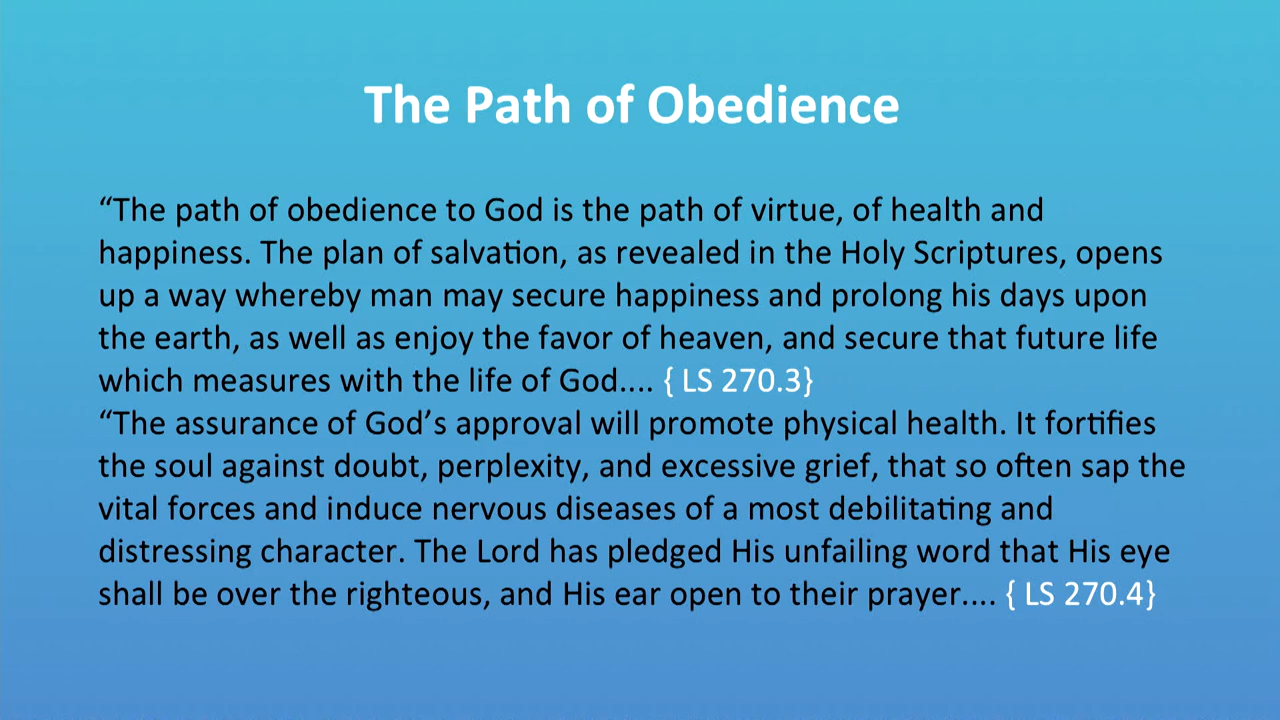 The Path of Obedience
“The path of obedience to God is the path of virtue, of health and
happiness. The plan of salvation, as revealed in the Holy Scriptures, opens
up a way whereby man may secure happiness and prolong his days upon
the earth, as well as enjoy the favor of heaven, and secure that future life
which measures with the life of God.... { LS 270.3}
“The assurance of God’s approval will promote physical health. It fortifies
the soul against doubt, perplexity, and excessive grief, that so often sap the
vital forces and induce nervous diseases of a most debilitating and
distressing character. The Lord has pledged His unfailing word that His eye
shall be over the righteous, and His ear open to their prayer.... { LS 270.4}